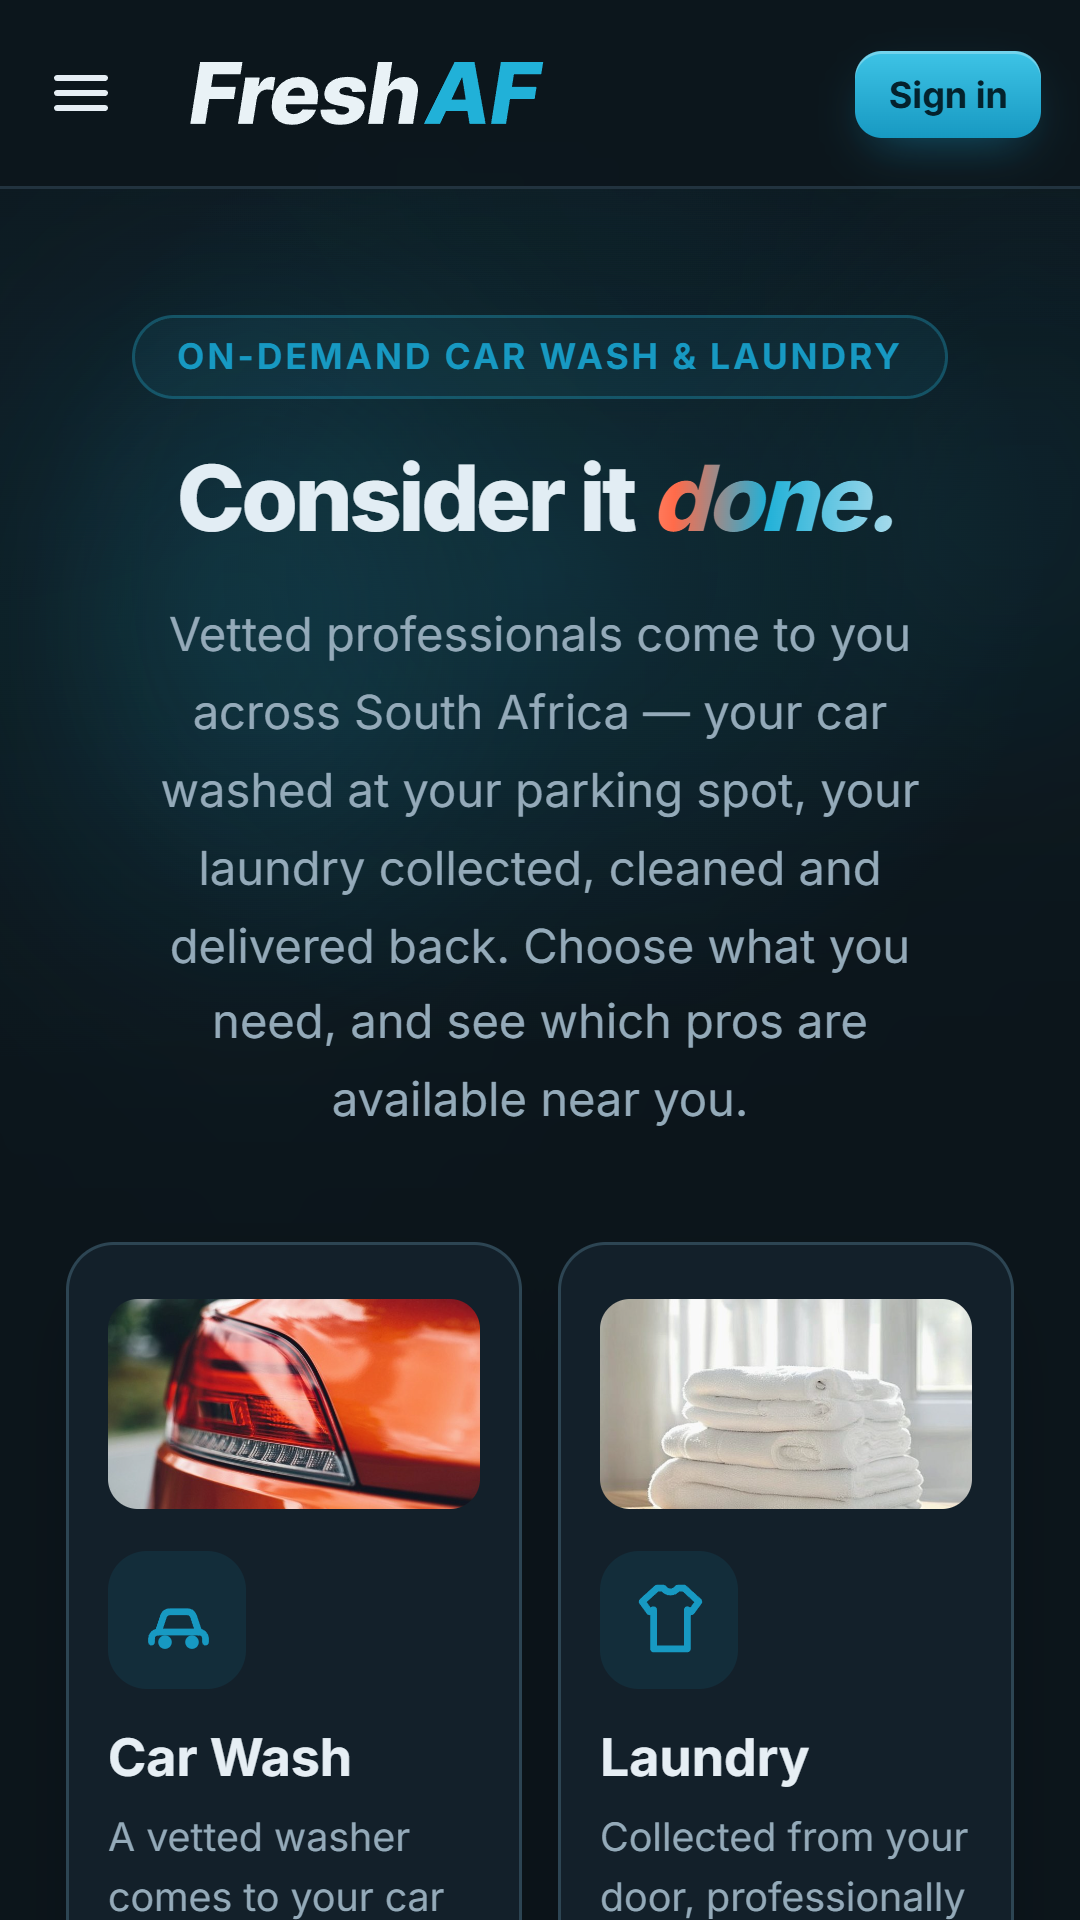 Fresh AF
Sign in
ON-DEMAND CAR WASH & LAUNDRY
Consider it done.
Vetted professionals come to you
across South Africa — your car
washed at your parking spot, your
laundry collected, cleaned and
delivered back. Choose what you
need, and see which pros are
available near you.
Car Wash
A vetted washer
comes to your car
Laundry
Collected from your
door, professionally